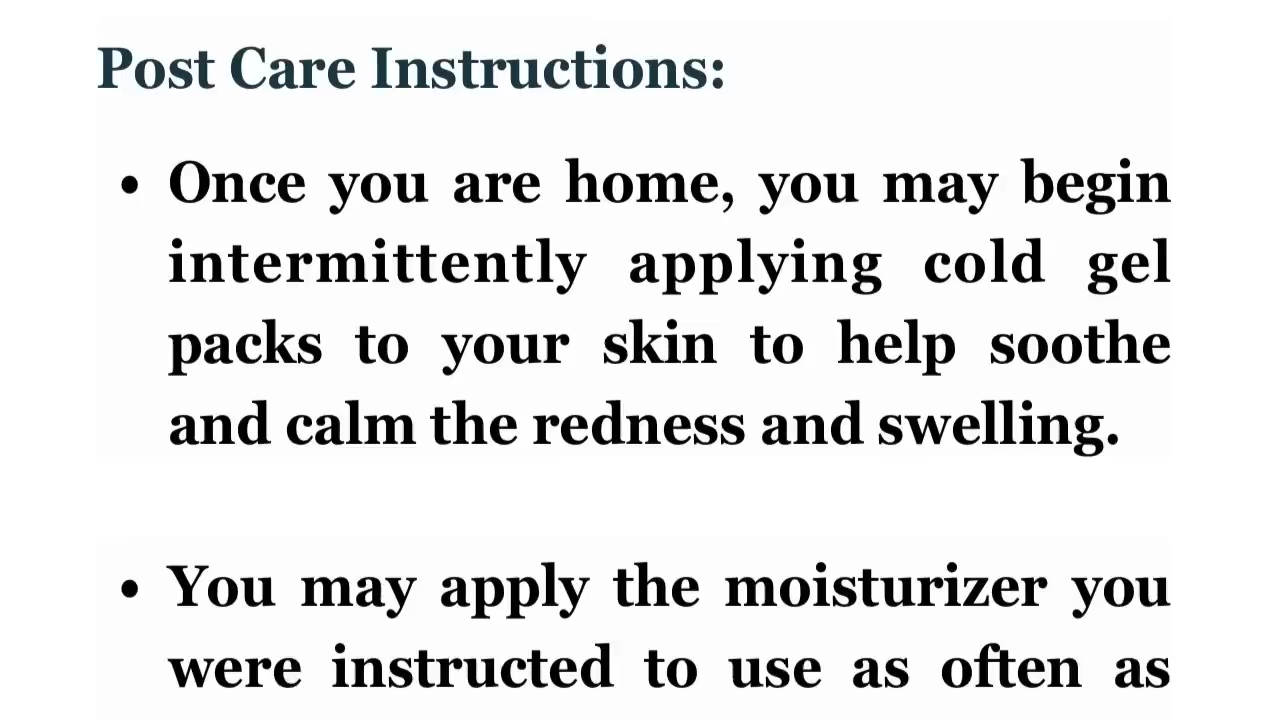 Post Care Instructions:
• Once you are home, you may begin
intermittently applying cold gel
packs to your skin to help soothe
and calm the redness and swelling.
• You may apply the moisturizer you
were instructed to use as often as